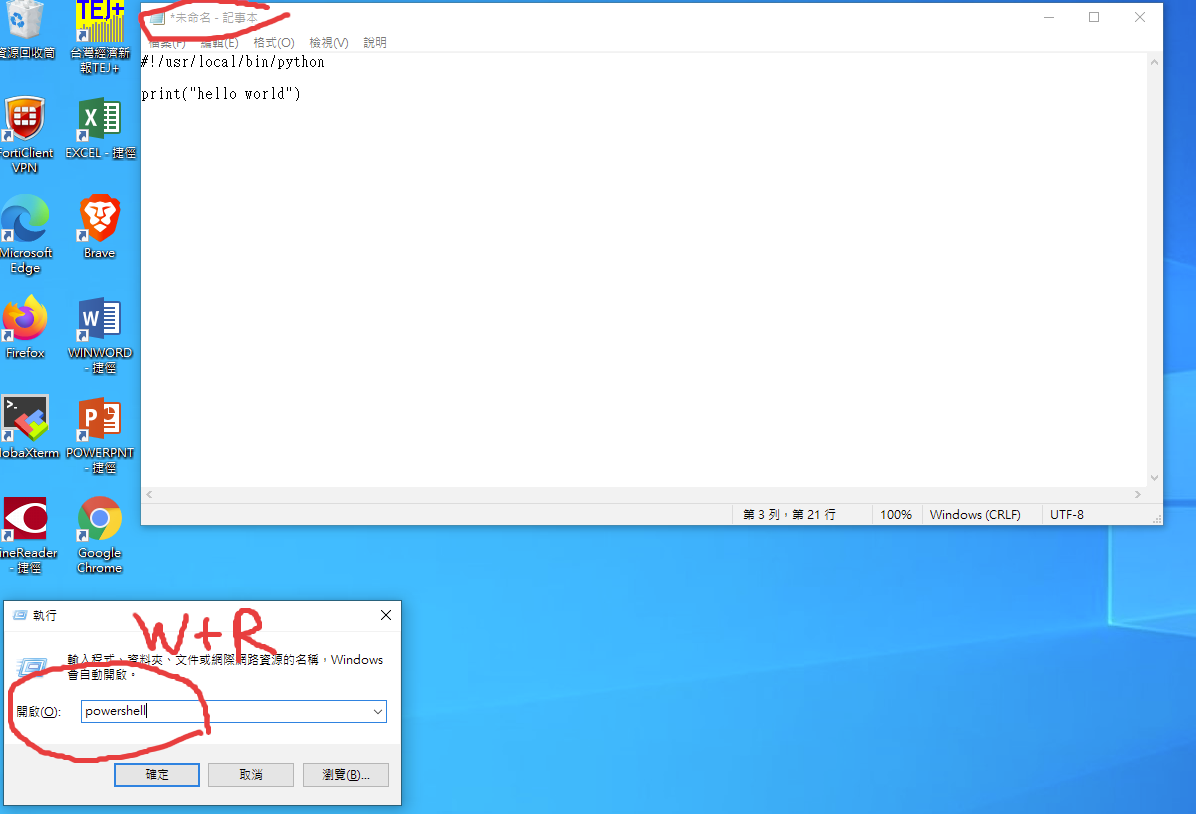 *未命名 - 記事本
檔案(F) 編輯(E) 格式(O) 檢視(V) 說明
#!/usr/local/bin/python
print("hello world")
第 3 列，第 21 行 100% Windows (CRLF) UTF-8
資源回收筒
TEJ+
台灣經濟新
報TEJ+
FortiClient
VPN
EXCEL - 捷徑
Microsoft
Edge
Brave
Firefox
WINWORD
- 捷徑
MobaXterm
POWERPNT
- 捷徑
ineReader
- 捷徑
Google
Chrome
執行
W+R
輸入程式、資料夾、文件或網際網路資源的名稱，Windows
會自動開啟。
開啟(O): powershell
確定 取消 瀏覽(B)...